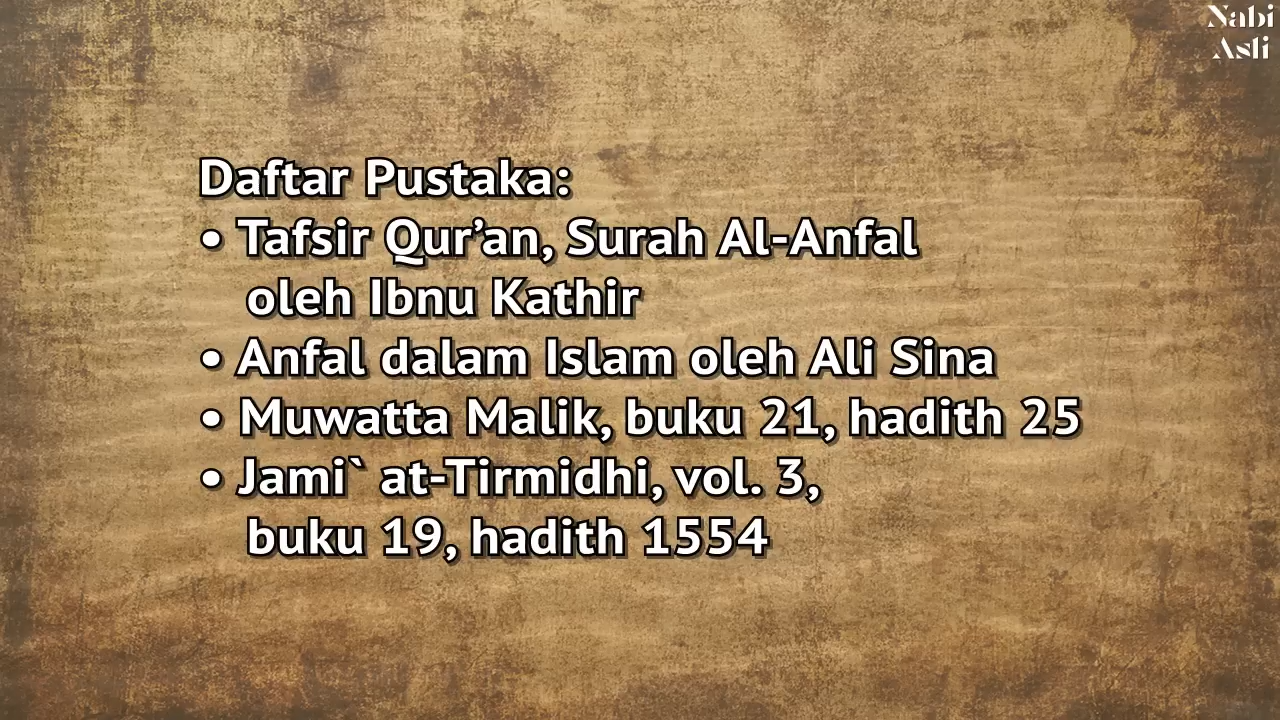 Nabi
Asli
Daftar Pustaka:
• Tafsir Qur’an, Surah Al-Anfal
oleh Ibnu Kathir
• Anfal dalam Islam oleh Ali Sina
• Muwatta Malik, buku 21, hadith 25
• Jami` at-Tirmidhi, vol. 3,
buku 19, hadith 1554